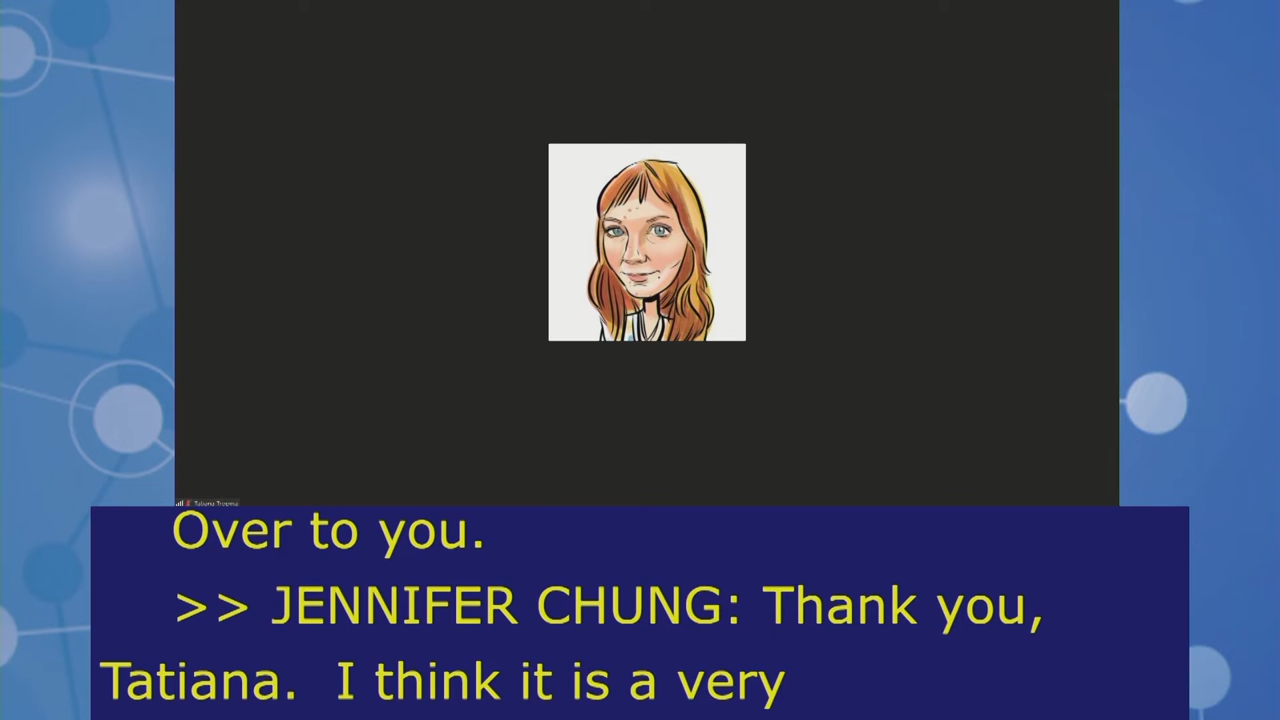 Over to you.
>> JENNIFER CHUNG: Thank you,
Tatiana.  I think it is a very